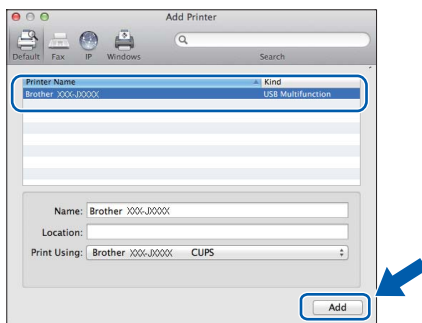 Add Printer
Default Fax IP Windows Search
Printer Name Kind
Brother XXX-JXXXX USB Multifunction
Name: Brother XXX-JXXXX
Location:
Print Using: Brother XXX-JXXXX CUPS
Add